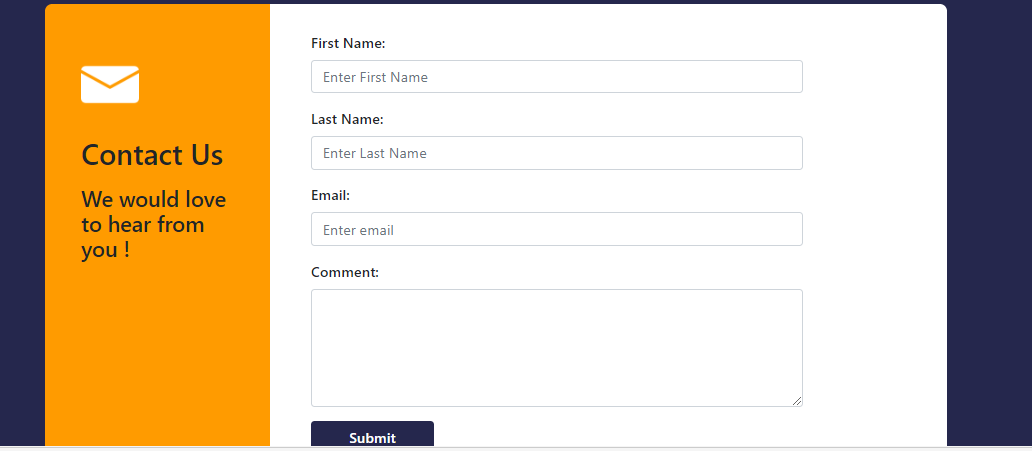 Contact Us
We would love
to hear from
you !
First Name:
Enter First Name
Last Name:
Enter Last Name
Email:
Enter email
Comment:
Submit